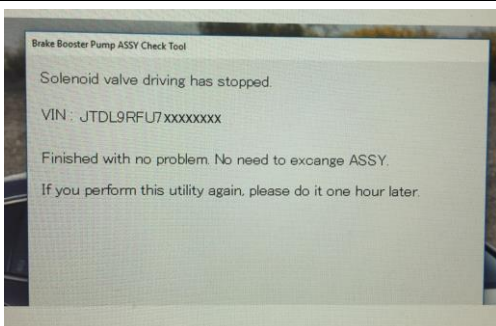 Brake Booster Pump ASSY Check Tool
Solenoid valve driving has stopped.
VIN : JTDL9RFU7xxxxxxxx
Finished with no problem. No need to excange ASSY.
If you perform this utility again, please do it one hour later.